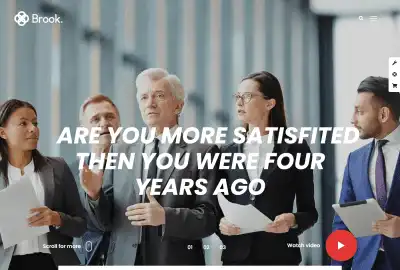 Brook.
ARE YOU MORE SATISFITED
THEN YOU WERE FOUR
YEARS AGO
Scroll for more
01 02 03
Watch video